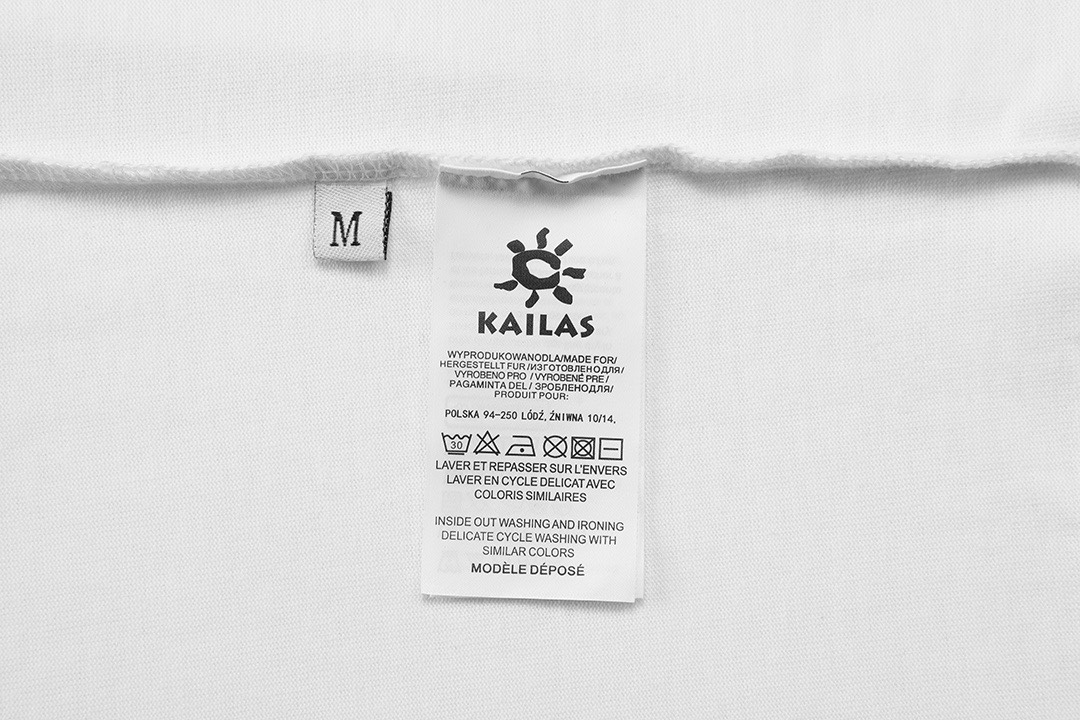 M
KAILAS
WYPRODUKOWANODLA/MADE FOR/
HERGESTELLT FUR/ИЗГОТОВЛЕНОДЛЯ/
VYROBENO PRO / VYROBENÉ PRE/
PAGAMINTA DEL / ЗРОБЛЕНОДЛЯ/
PRODUIT POUR:
POLSKA 94-250 LÓDŹ, ŹNIWNA 10/14.
30
LAVER ET REPASSER SUR L'ENVERS
LAVER EN CYCLE DELICAT AVEC
COLORIS SIMILAIRES
INSIDE OUT WASHING AND IRONING
DELICATE CYCLE WASHING WITH
SIMILAR COLORS
MODÈLE DÉPOSÉ